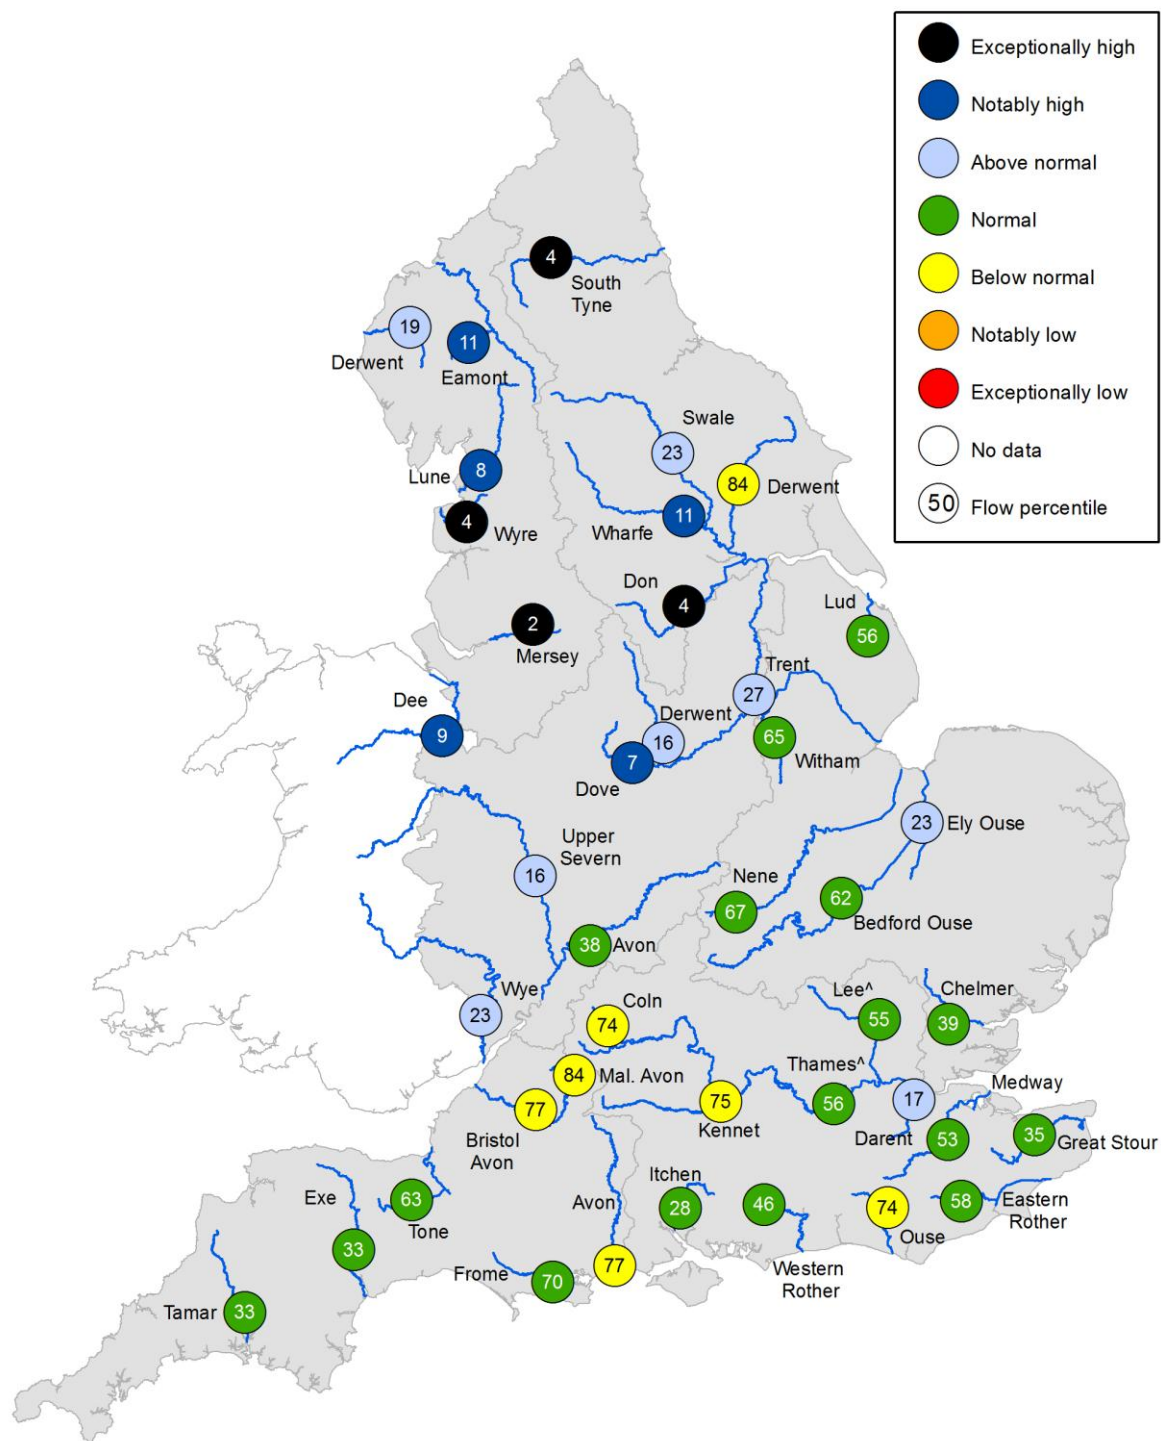 Exceptionally high
Notably high
Above normal
Normal
Below normal
Notably low
Exceptionally low
No data
50 Flow percentile
4
South
Tyne
19
Derwent
11
Eamont
Swale
23
8
Lune
84
Derwent
4
Wyre
11
Wharfe
Don
4
2
Mersey
Lud
56
Trent
27
Dee
9
Derwent
16
7
Dove
65
Witham
23
Ely Ouse
Upper
Severn
16
Nene
67
62
Bedford Ouse
38
Avon
Wye
23
Coln
74
Lee^
55
Chelmer
39
84
Mal. Avon
77
Bristol
Avon
75
Kennet
Thames^
56
17
Darent
Medway
53
35
Great Stour
Exe
33
63
Tone
Avon
77
Itchen
28
46
Western
Rother
74
Ouse
58
Eastern
Rother
Frome
70
Tamar
33